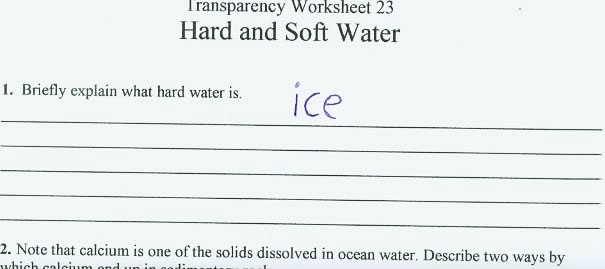 Transparency Worksheet 23
Hard and Soft Water
1. Briefly explain what hard water is. ice
2. Note that calcium is one of the solids dissolved in ocean water. Describe two ways by
which calcium end up in